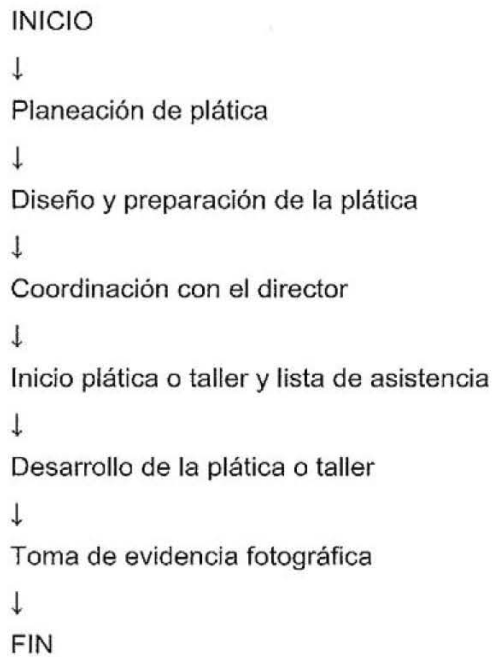 INICIO
↓
Planeación de plática
↓
Diseño y preparación de la plática
↓
Coordinación con el director
↓
Inicio plática o taller y lista de asistencia
↓
Desarrollo de la plática o taller
↓
Toma de evidencia fotográfica
↓
FIN